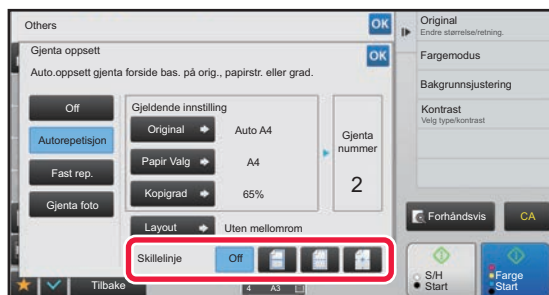 Others
OK
Gjenta oppsett
OK
Auto.oppsett gjenta forside bas. på orig., papirstr. eller grad.
Off
Autorepetisjon
Fast rep.
Gjenta foto
Gjeldende innstilling
Original
Auto A4
Papir Valg
A4
Kopigrad
65%
Gjenta
nummer
2
Layout
Uten mellomrom
Skillelinje
Off
Tilbake
4
A3
Original
Endre størrelse/retning.
Fargemodus
Bakgrunnsjustering
Kontrast
Velg type/kontrast
Forhåndsvis
CA
S/H
Start
Farge
Start